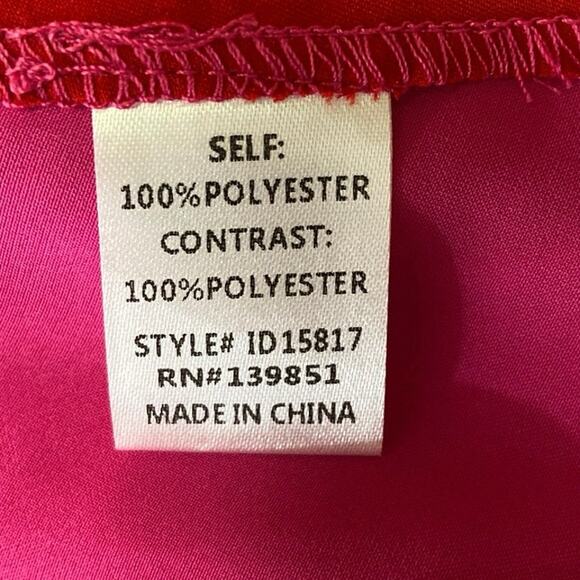 SELF:
100%POLYESTER
CONTRAST:
100%POLYESTER
STYLE# ID15817
RN#139851
MADE IN CHINA